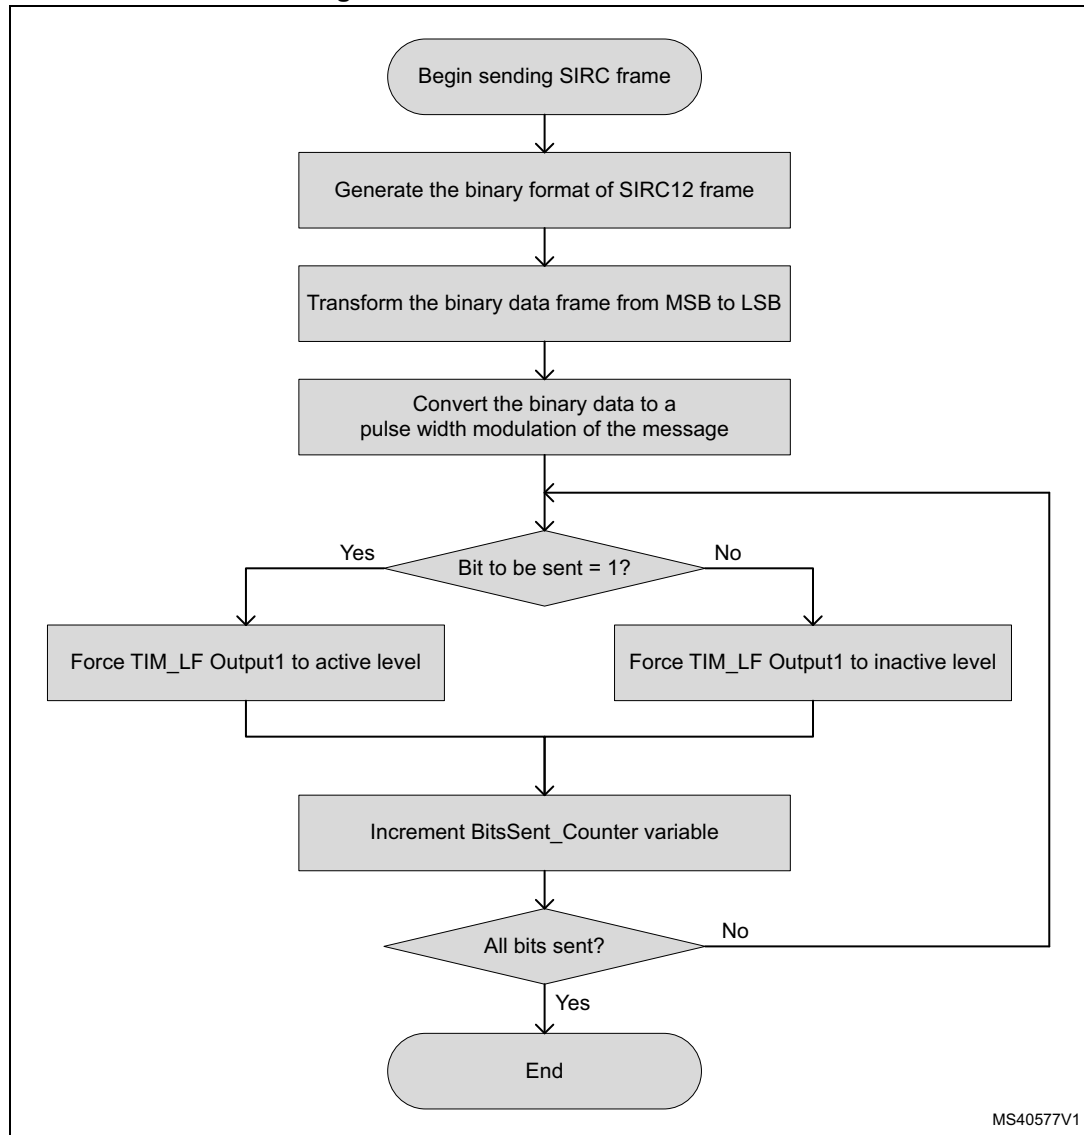 Begin sending SIRC frame
Generate the binary format of SIRC12 frame
Transform the binary data frame from MSB to LSB
Convert the binary data to a
pulse width modulation of the message
Yes
No
Bit to be sent = 1?
Force TIM_LF Output1 to active level
Force TIM_LF Output1 to inactive level
Increment BitsSent_Counter variable
All bits sent?
No
Yes
End
MS40577V1